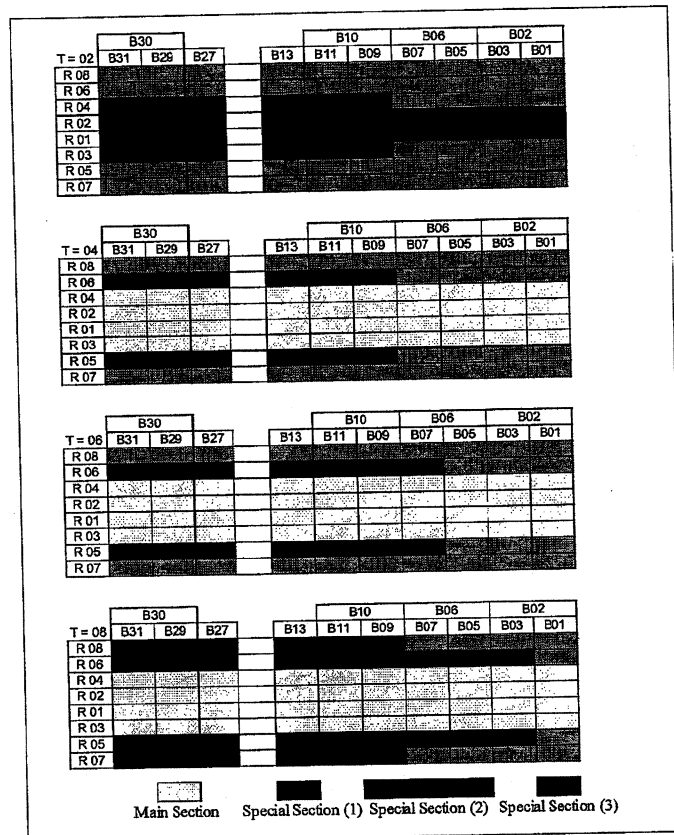 B30 B10 B06 B02
T = 02 B31 B29 B27 B13 B11 B09 B07 B05 B03 B01
R 08
R 06
R 04
R 02
R 01
R 03
R 05
R 07
B30 B10 B06 B02
T = 04 B31 B29 B27 B13 B11 B09 B07 B05 B03 B01
R 08
R 06
R 04
R 02
R 01
R 03
R 05
R 07
B30 B10 B06 B02
T = 06 B31 B29 B27 B13 B11 B09 B07 B05 B03 B01
R 08
R 06
R 04
R 02
R 01
R 03
R 05
R 07
B30 B10 B06 B02
T = 08 B31 B29 B27 B13 B11 B09 B07 B05 B03 B01
R 08
R 06
R 04
R 02
R 01
R 03
R 05
R 07
Main Section Special Section (1) Special Section (2) Special Section (3)